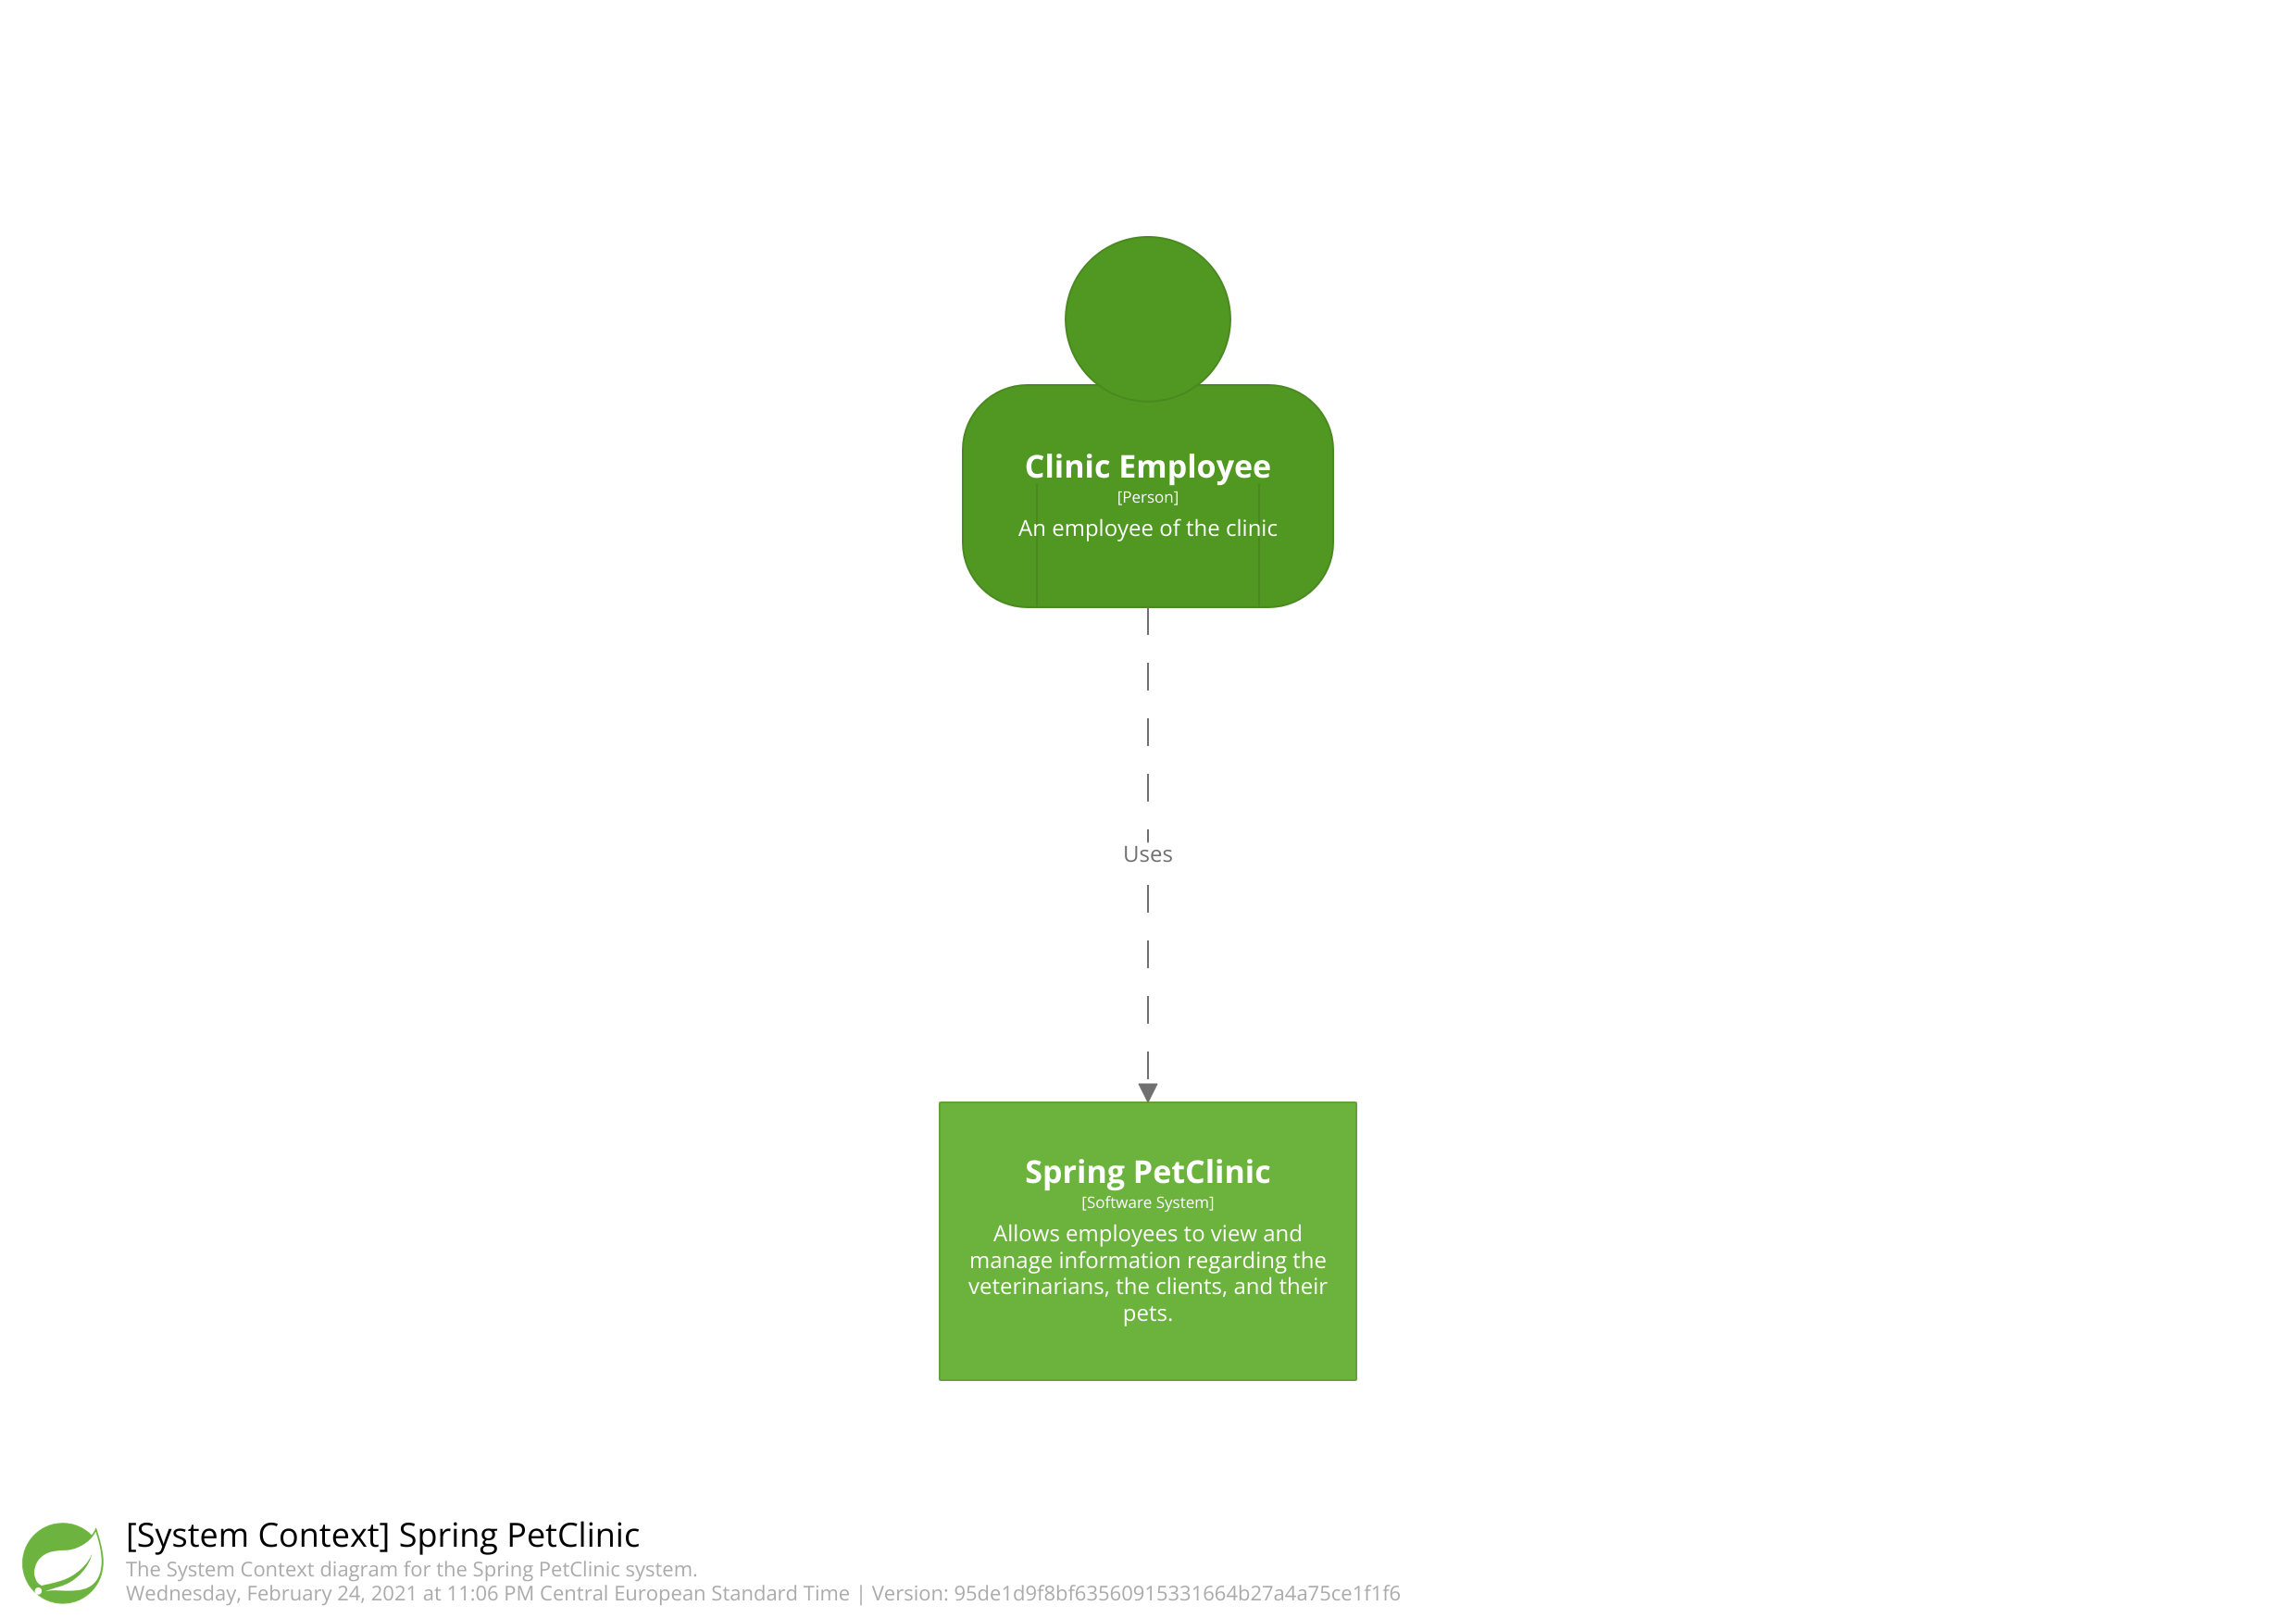 Clinic Employee
[Person]
An employee of the clinic
Uses
Spring PetClinic
[Software System]
Allows employees to view and
manage information regarding the
veterinarians, the clients, and their
pets.
[System Context] Spring PetClinic
The System Context diagram for the Spring PetClinic system.
Wednesday, February 24, 2021 at 11:06 PM Central European Standard Time | Version: 95de1d9f8bf63560915331664b27a4a75ce1f1f6